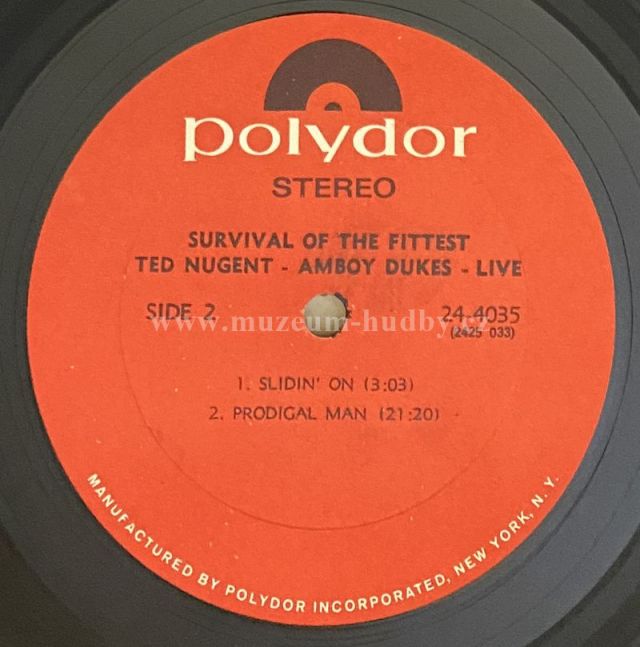 polydor
STEREO
SURVIVAL OF THE FITTEST
TED NUGENT - AMBOY DUKES - LIVE
SIDE 2
24-4035
(2425 033)
www.muzeum-hudby.cz
1. SLIDIN' ON (3:03)
2. PRODIGAL MAN (21:20)
MANUFACTURED BY POLYDOR INCORPORATED, NEW YORK, N. Y.